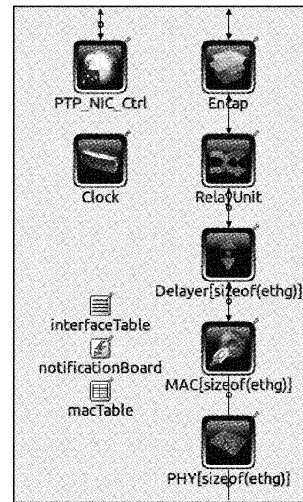 PTP_NIC_Ctrl
Encap
Clock
RelayUnit
Delayer[sizeof(ethg)]
interfaceTable
notificationBoard
macTable
MAC[sizeof(ethg)]
PHY[sizeof(ethg)]